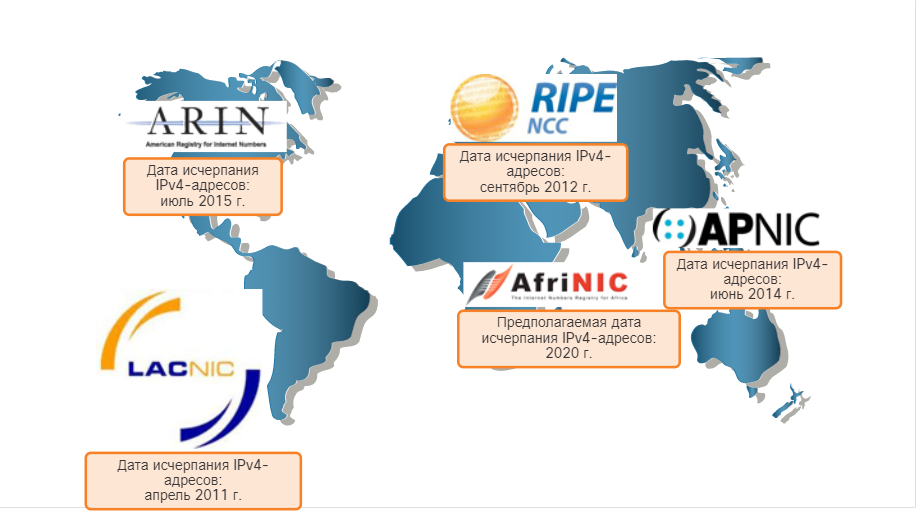 ARIN
American Registry for Internet Numbers
Дата исчерпания
IPv4-адресов:
июль 2015 г.
RIPE
NCC
Дата исчерпания IPv4-
адресов:
сентябрь 2012 г.
APNIC
Дата исчерпания IPv4-
адресов:
июнь 2014 г.
AfriNIC
The Internet Numbers Registry for Africa
Предполагаемая дата
исчерпания IPv4-адресов:
2020 г.
LACNIC
Дата исчерпания IPv4-
адресов:
апрель 2011 г.